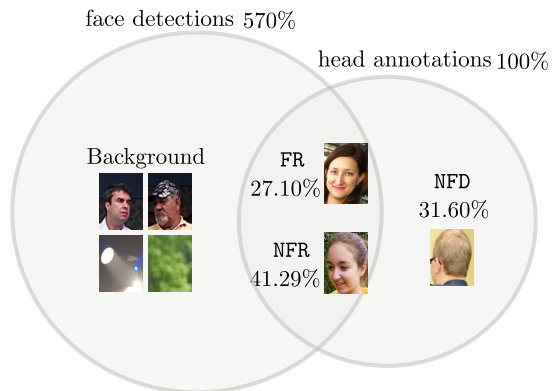 face detections 570%
head annotations 100%
Background
FR
27.10%
NFD
31.60%
NFR
41.29%